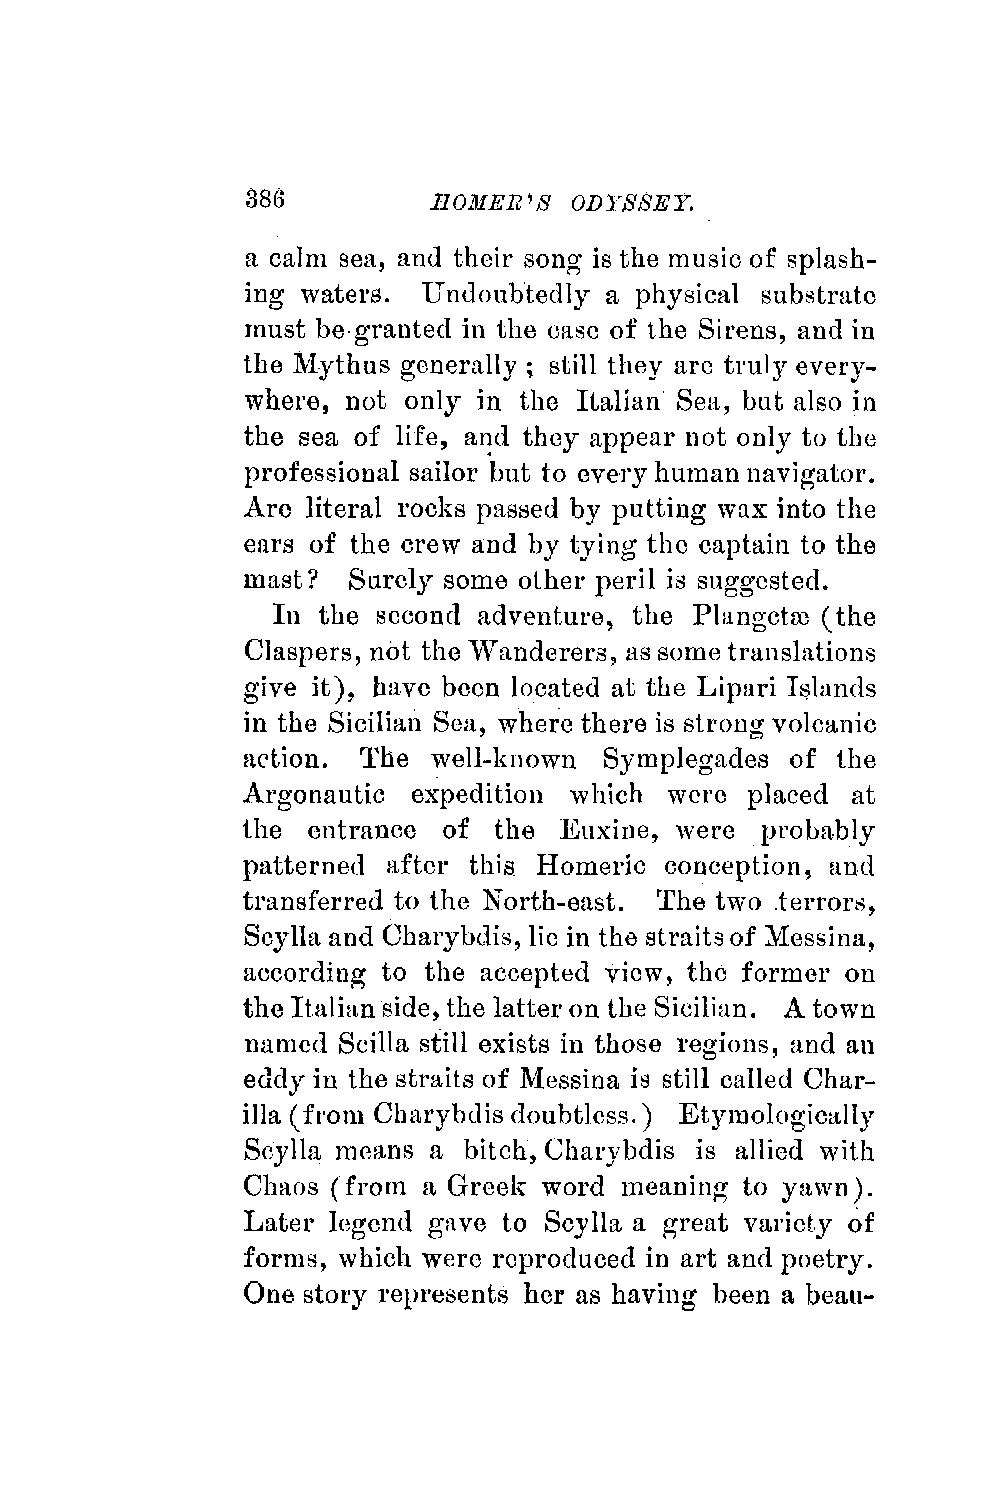 386 HOMER'S ODYSSEY.
a calm sea, and their song is the music of splash-
ing waters. Undoubtedly a physical substrate
must be granted in the case of the Sirens, and in
the Mythus generally ; still they are truly every-
where, not only in the Italian Sea, but also in
the sea of life, and they appear not only to the
professional sailor but to every human navigator.
Are literal rocks passed by putting wax into the
ears of the crew and by tying the captain to the
mast? Surely some other peril is suggested.
In the second adventure, the Plangctæ (the
Claspers, not the Wanderers, as some translations
give it), have been located at the Lipari Islands
in the Sicilian Sea, where there is strong volcanic
action. The well-known Symplegades of the
Argonautic expedition which were placed at
the entrance of the Euxine, were probably
patterned after this Homeric conception, and
transferred to the North-east. The two terrors,
Scylla and Charybdis, lie in the straits of Messina,
according to the accepted view, the former on
the Italian side, the latter on the Sicilian. A town
named Scilla still exists in those regions, and an
eddy in the straits of Messina is still called Char-
illa (from Charybdis doubtless.) Etymologically
Scylla means a bitch, Charybdis is allied with
Chaos (from a Greek word meaning to yawn).
Later legend gave to Scylla a great variety of
forms, which were reproduced in art and poetry.
One story represents her as having been a beau-